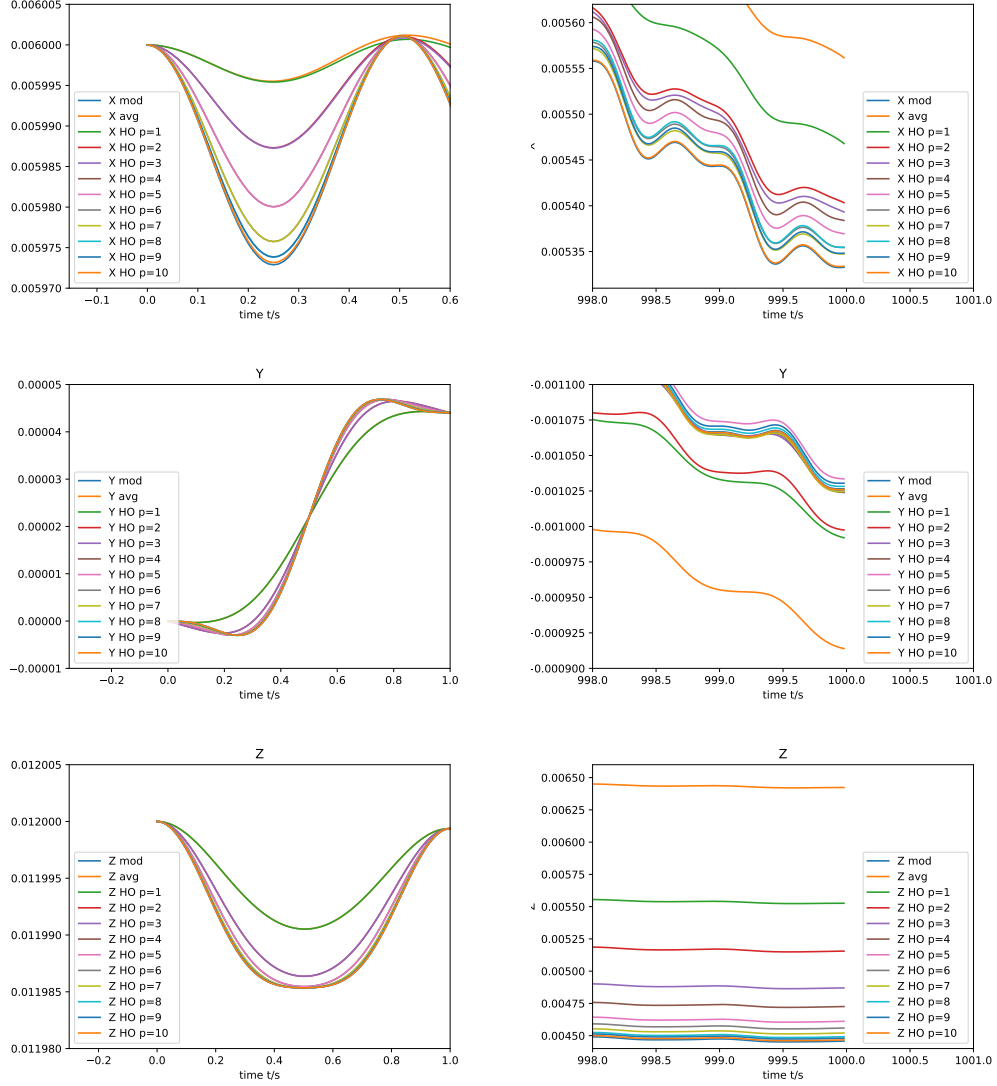 0.006005
0.006000
0.005995
0.005990
0.005985
0.005980
0.005975
0.005970
X mod
X avg
X HO p=1
X HO p=2
X HO p=3
X HO p=4
X HO p=5
X HO p=6
X HO p=7
X HO p=8
X HO p=9
X HO p=10
−0.1 0.0 0.1 0.2 0.3 0.4 0.5 0.6
time t/s
0.00560
0.00555
0.00550
0.00545
0.00540
0.00535
X mod
X avg
X HO p=1
X HO p=2
X HO p=3
X HO p=4
X HO p=5
X HO p=6
X HO p=7
X HO p=8
X HO p=9
X HO p=10
998.0 998.5 999.0 999.5 1000.0 1000.5 1001.0
time t/s
Y
0.00005
0.00004
0.00003
0.00002
0.00001
0.00000
−0.00001
Y mod
Y avg
Y HO p=1
Y HO p=2
Y HO p=3
Y HO p=4
Y HO p=5
Y HO p=6
Y HO p=7
Y HO p=8
Y HO p=9
Y HO p=10
−0.2 0.0 0.2 0.4 0.6 0.8 1.0
time t/s
Y
-0.001100
-0.001075
-0.001050
-0.001025
-0.001000
-0.000975
-0.000950
-0.000925
-0.000900
Y mod
Y avg
Y HO p=1
Y HO p=2
Y HO p=3
Y HO p=4
Y HO p=5
Y HO p=6
Y HO p=7
Y HO p=8
Y HO p=9
Y HO p=10
998.0 998.5 999.0 999.5 1000.0 1000.5 1001.0
time t/s
Z
0.012005
0.012000
0.011995
0.011990
0.011985
0.011980
Z mod
Z avg
Z HO p=1
Z HO p=2
Z HO p=3
Z HO p=4
Z HO p=5
Z HO p=6
Z HO p=7
Z HO p=8
Z HO p=9
Z HO p=10
−0.2 0.0 0.2 0.4 0.6 0.8 1.0
time t/s
Z
0.00650
0.00625
0.00600
0.00575
0.00550
0.00525
0.00500
0.00475
0.00450
Z mod
Z avg
Z HO p=1
Z HO p=2
Z HO p=3
Z HO p=4
Z HO p=5
Z HO p=6
Z HO p=7
Z HO p=8
Z HO p=9
Z HO p=10
998.0 998.5 999.0 999.5 1000.0 1000.5 1001.0
time t/s